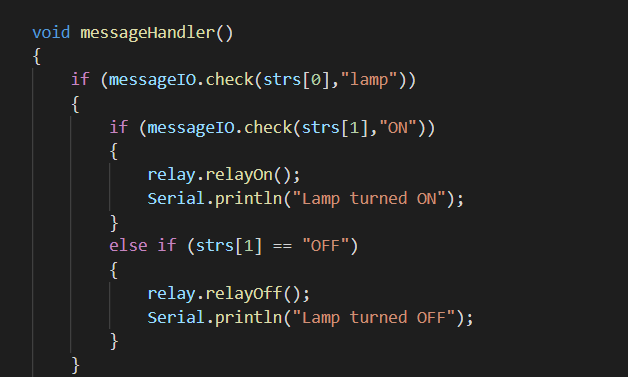 void messageHandler()
{
if (messageIO.check(strs[0],"lamp"))
{
if (messageIO.check(strs[1],"ON"))
{
relay.relayOn();
Serial.println("Lamp turned ON");
}
else if (strs[1] == "OFF")
{
relay.relayOff();
Serial.println("Lamp turned OFF");
}
}